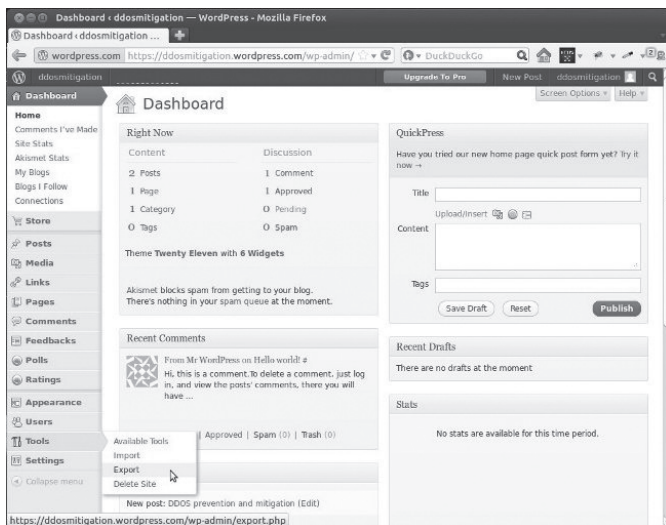 Dashboard ‹ ddosmitigation — WordPress - Mozilla Firefox
Dashboard ‹ ddosmitigation ...
wordpress.com https://ddosmitigation.wordpress.com/wp-admin/ DuckDuckGo
ddosmitigation Upgrade To Pro New Post ddosmitigation
Screen Options Help
Dashboard
Home
Comments I've Made
Site Stats
Akismet Stats
My Blogs
Blogs I Follow
Connections
Store
Posts
Media
Links
Pages
Comments
Feedbacks
Polls
Ratings
Appearance
Users
Tools
Settings
Collapse menu
Available Tools
Import
Export
Delete Site
Dashboard
Right Now
Content Discussion
2 Posts 1 Comment
1 Page 1 Approved
1 Category 0 Pending
0 Tags 0 Spam
Theme Twenty Eleven with 6 Widgets
Akismet blocks spam from getting to your blog.
There's nothing in your spam queue at the moment.
Recent Comments
From Mr WordPress on Hello world! #
Hi, this is a comment.To delete a comment, just log
in, and view the posts' comments, there you will
have ...
| Approved | Spam (0) | Trash (0)
New post: DDOS prevention and mitigation (Edit)
QuickPress
Have you tried our new home page quick post form yet? Try it
now →
Title
Upload/Insert
Content
Tags
Save Draft Reset Publish
Recent Drafts
There are no drafts at the moment
Stats
No stats are available for this time period.
https://ddosmitigation.wordpress.com/wp-admin/export.php